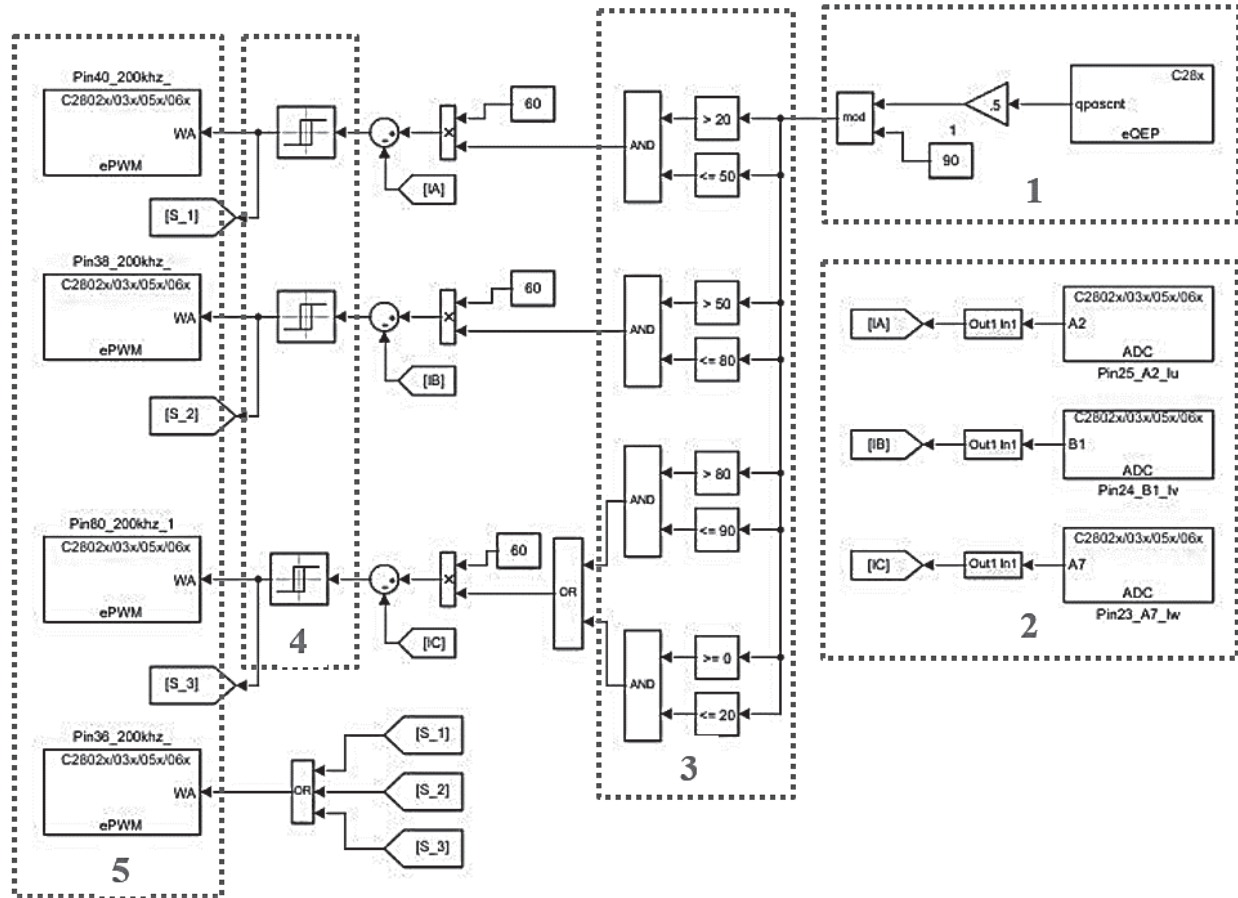 Pin40_200khz_
C2802x/03x/05x/06x
WA
ePWM
[S_1]
60
×
[IA]
AND
> 20
<= 50
mod
.5
1
90
C28x
qposcnt
eQEP
1
Pin38_200khz_
C2802x/03x/05x/06x
WA
ePWM
[S_2]
60
×
[IB]
AND
> 50
<= 80
[IA]
Out1 In1
C2802x/03x/05x/06x
A2
ADC
Pin25_A2_Iu
[IB]
Out1 In1
C2802x/03x/05x/06x
B1
ADC
Pin24_B1_Iv
[IC]
Out1 In1
C2802x/03x/05x/06x
A7
ADC
Pin23_A7_Iw
2
Pin80_200khz_1
C2802x/03x/05x/06x
WA
ePWM
[S_3]
4
60
×
[IC]
OR
AND
> 80
<= 90
AND
>= 0
<= 20
3
Pin36_200khz_
C2802x/03x/05x/06x
WA
ePWM
OR
[S_1]
[S_2]
[S_3]
5